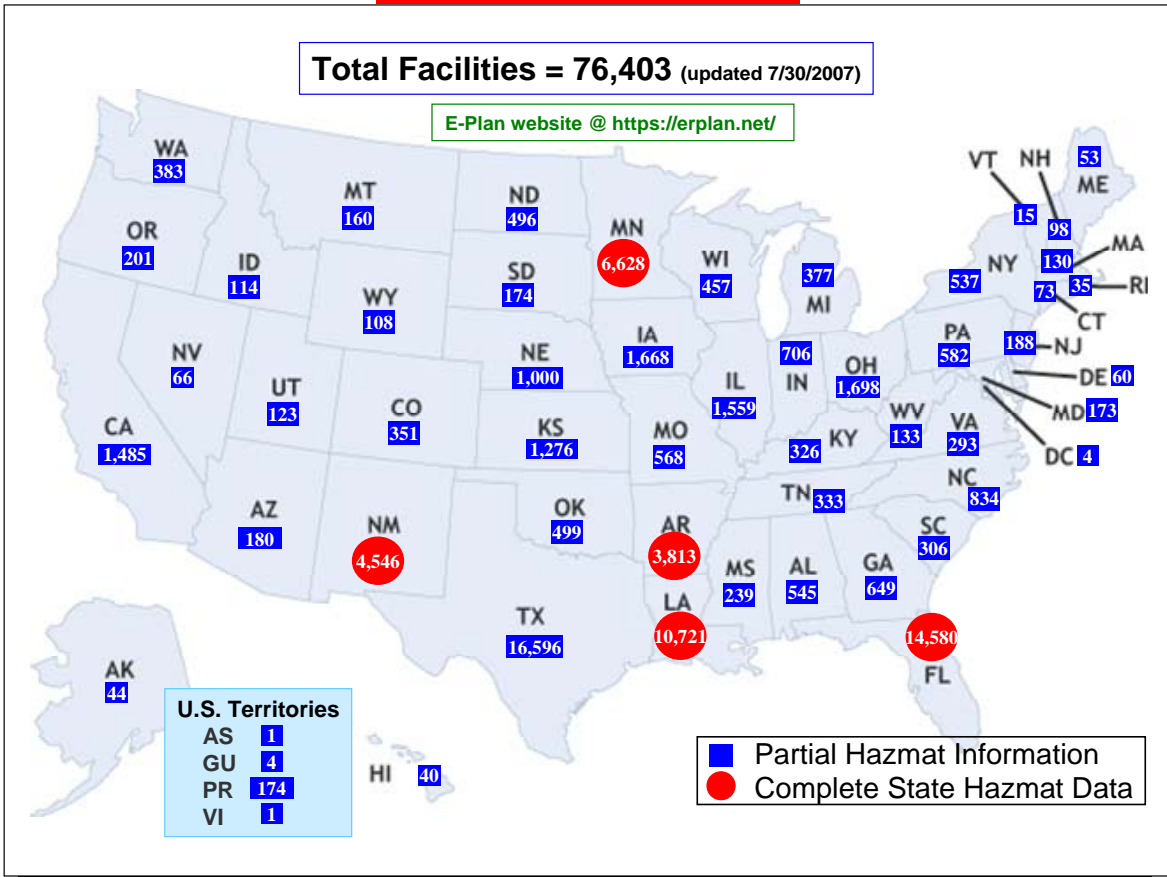 Total Facilities = 76,403 (updated 7/30/2007)
E-Plan website @ https://erplan.net/
WA
383
OR
201
ID
114
MT
160
WY
108
NV
66
UT
123
CA
1,485
AZ
180
CO
351
NM
4,546
ND
496
SD
174
NE
1,000
KS
1,276
OK
499
TX
16,596
MN
6,628
IA
1,668
MO
568
AR
3,813
LA
10,721
WI
457
IL
1,559
377
MI
706
IN
OH
1,698
KY
326
TN 333
MS
239
AL
545
GA
649
14,580
FL
SC
306
NC
834
VA
293
WV
133
PA
582
NY
537
VT
15
NH
98
53
ME
MA
130
RI
35
CT
73
188 NJ
DE 60
MD 173
DC 4
AK
44
HI 40
U.S. Territories
AS 1
GU 4
PR 174
VI 1
Partial Hazmat Information
Complete State Hazmat Data